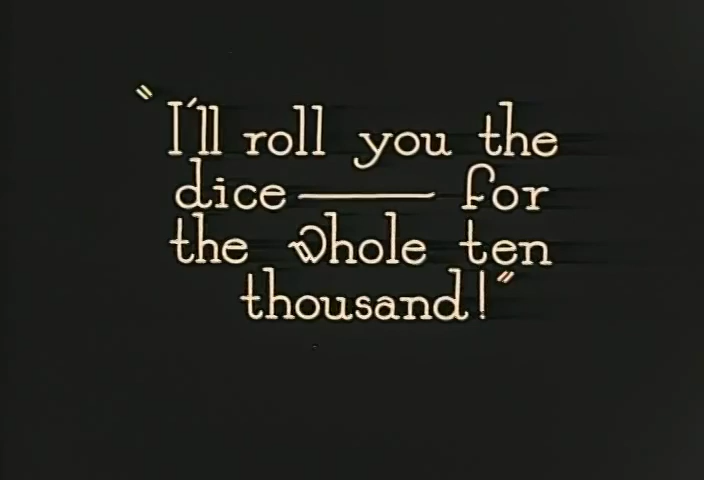 "I'll roll you the
dice —— for
the whole ten
thousand!"